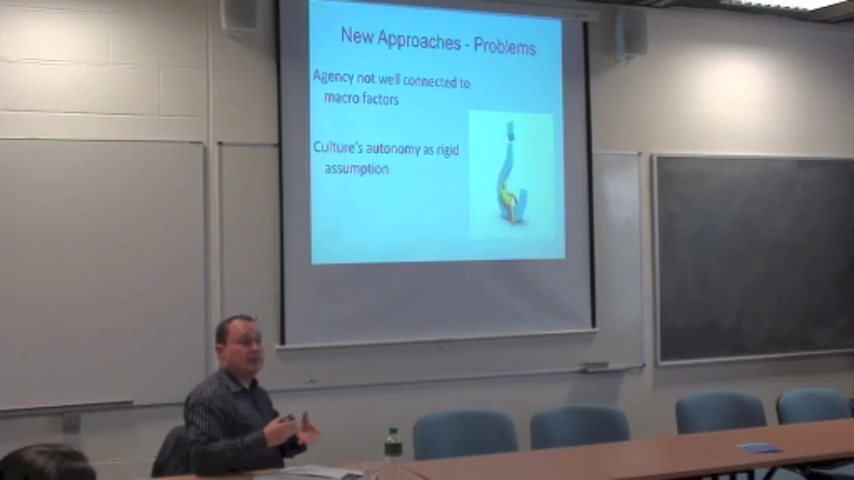 New Approaches - Problems
Agency not well connected to
macro factors
Culture's autonomy as rigid
assumption